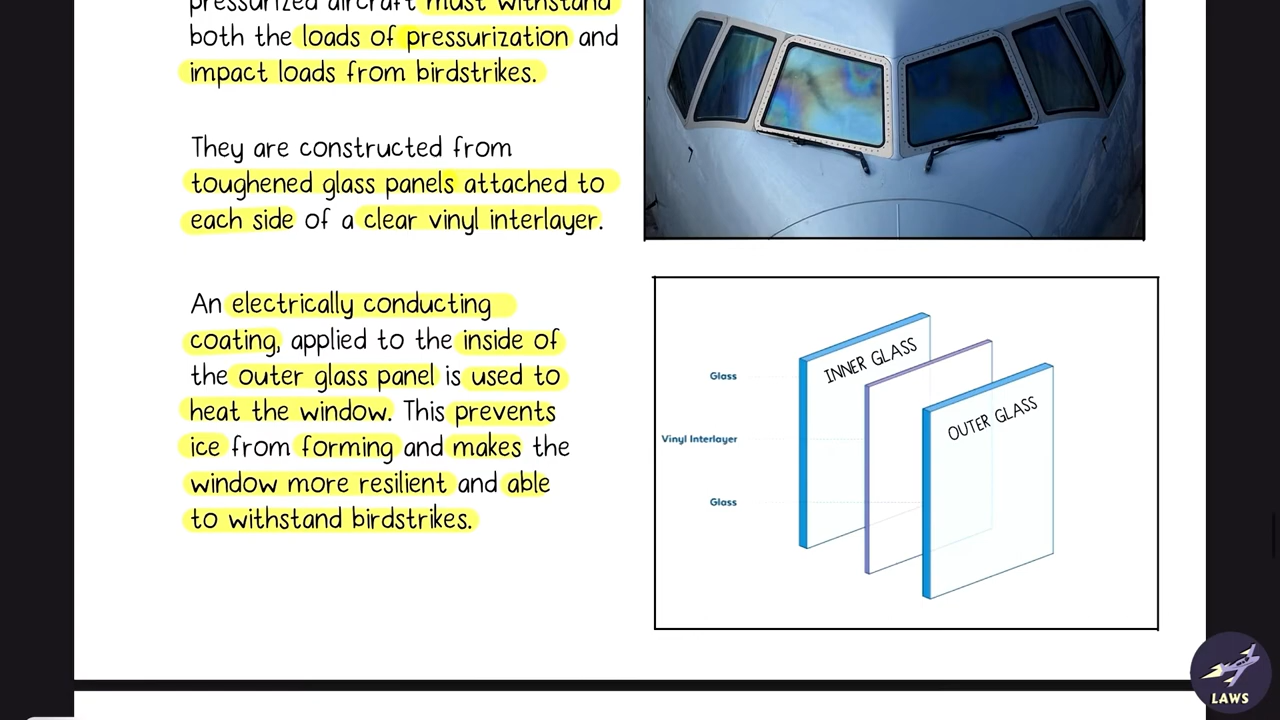 pressurized aircraft must withstand
both the loads of pressurization and
impact loads from birdstrikes.
They are constructed from
toughened glass panels attached to
each side of a clear vinyl interlayer.
An electrically conducting
coating, applied to the inside of
the outer glass panel is used to
heat the window. This prevents
ice from forming and makes the
window more resilient and able
to withstand birdstrikes.
INNER GLASS
OUTER GLASS
Glass
Vinyl Interlayer
Glass
LAWS